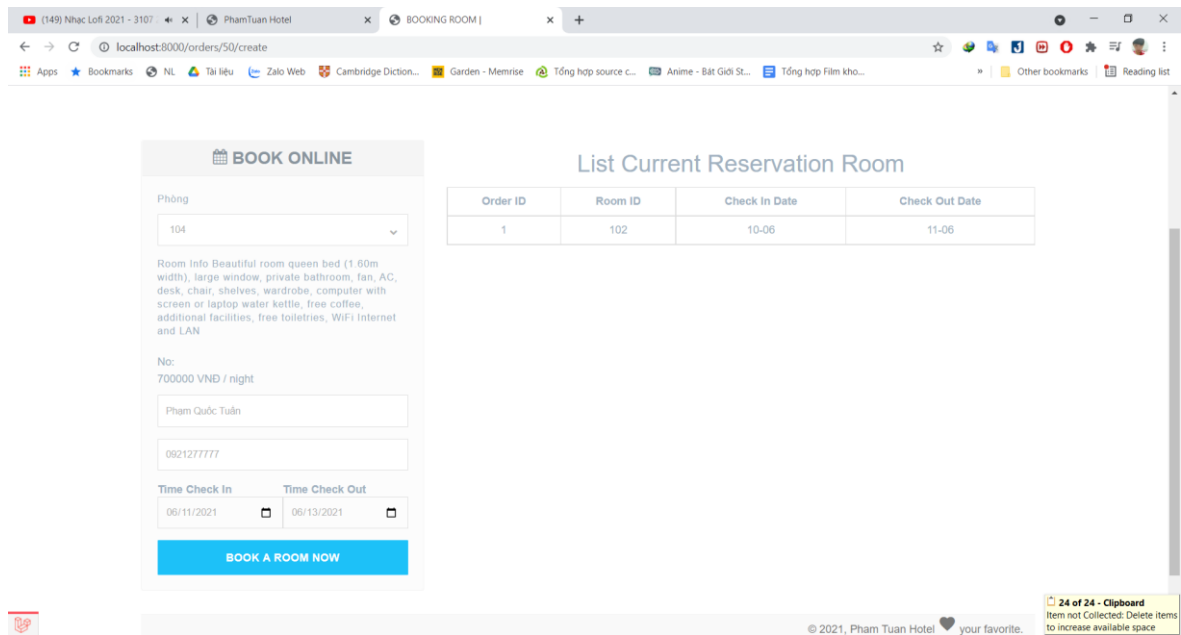 (149) Nhạc Lofi 2021 - 3107
PhamTuan Hotel
BOOKING ROOM |
localhost:8000/orders/50/create
Apps
Bookmarks
NL
Tài liệu
Zalo Web
Cambridge Diction...
Garden - Memrise
Tổng hợp source c...
Anime - Bát Giới St...
Tổng hợp Film kho...
»
Other bookmarks
Reading list
BOOK ONLINE
Phòng
104
Room Info Beautiful room queen bed (1.60m
width), large window, private bathroom, fan, AC,
desk, chair, shelves, wardrobe, computer with
screen or laptop water kettle, free coffee,
additional facilities, free toiletries, WiFi Internet
and LAN
No:
700000 VNĐ / night
Phạm Quốc Tuấn
0921277777
Time Check In Time Check Out
06/11/2021 06/13/2021
BOOK A ROOM NOW
List Current Reservation Room
Order ID Room ID Check In Date Check Out Date
1 102 10-06 11-06
© 2021, Pham Tuan Hotel your favorite.
24 of 24 - Clipboard
Item not Collected: Delete items
to increase available space